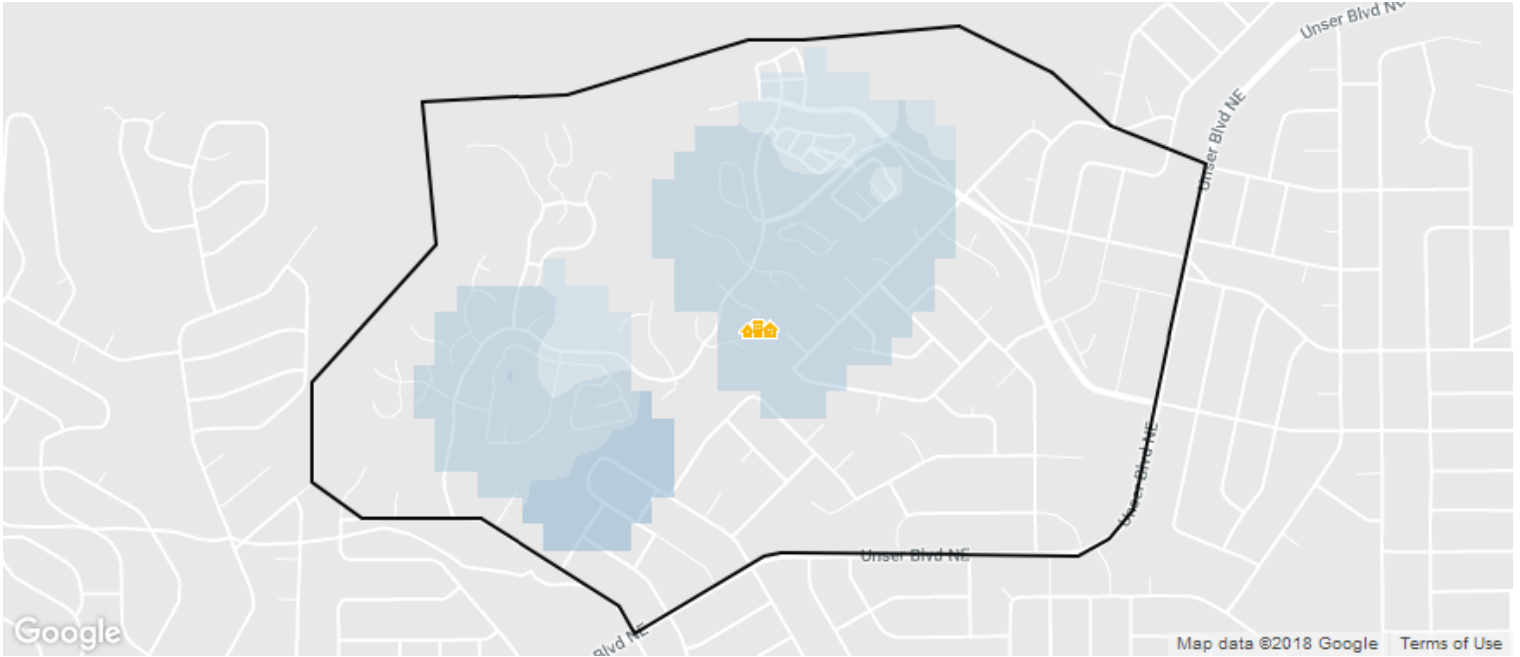 Unser Blvd NE
Unser Blvd NE
Unser Blvd NE
Unser Blvd NE
Blvd NE
Google
Map data ©2018 Google
Terms of Use